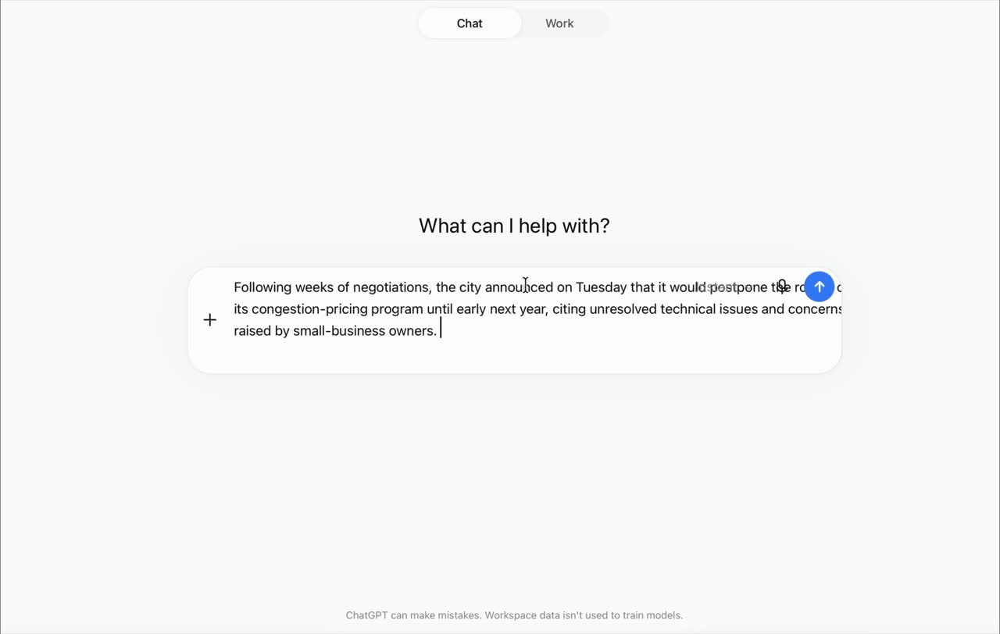 Chat
Work
What can I help with?
Following weeks of negotiations, the city announced on Tuesday that it would postpone the
its congestion-pricing program until early next year, citing unresolved technical issues and concerns
raised by small-business owners.
ChatGPT can make mistakes. Workspace data isn't used to train models.